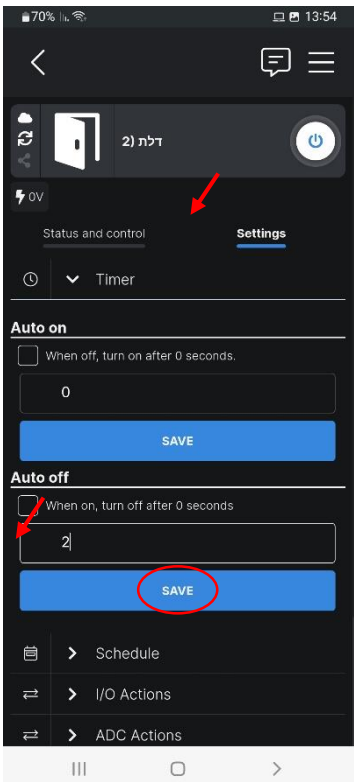 70% 13:54
דלת (2
0V
Status and control Settings
Timer
Auto on
When off, turn on after 0 seconds.
0
SAVE
Auto off
When on, turn off after 0 seconds
2
SAVE
Schedule
I/O Actions
ADC Actions